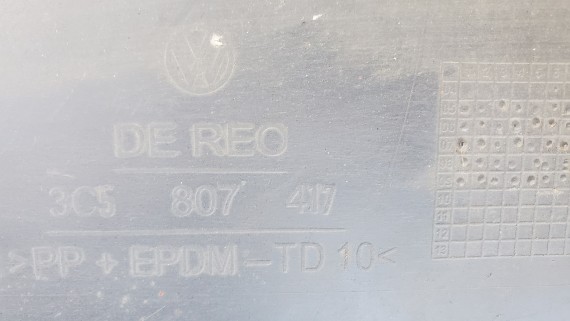 DE REO
3C5 807 417
>PP + EPDM-TD 10<